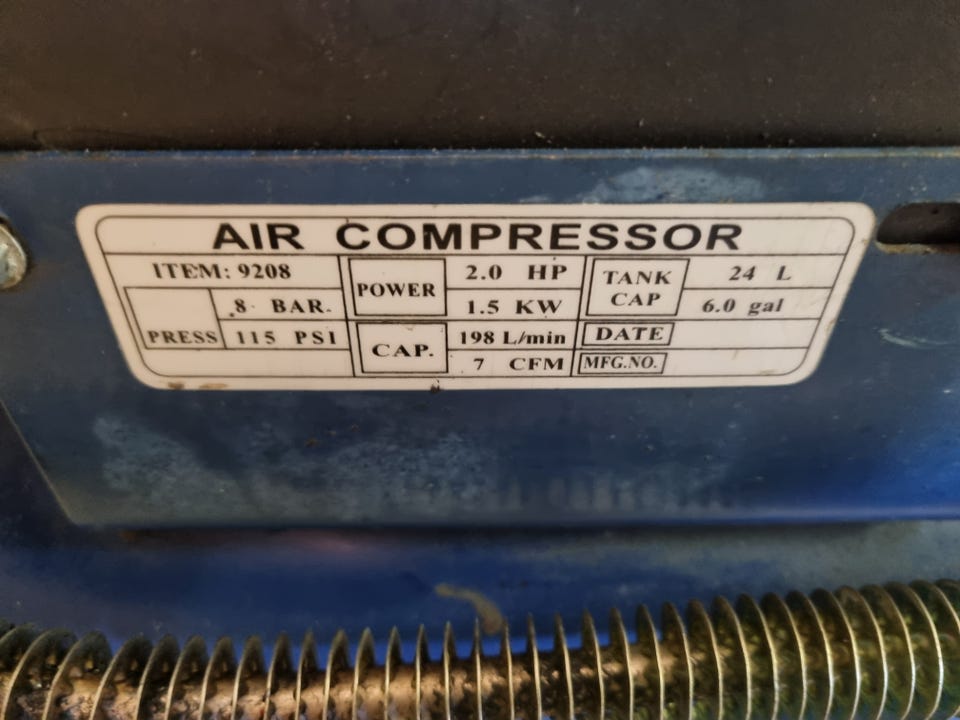 AIR COMPRESSOR
ITEM: 9208
PRESS
8 BAR.
115 PSI
POWER
2.0 HP
1.5 KW
CAP.
198 L/min
7 CFM
TANK
CAP
24 L
6.0 gal
DATE
MFG.NO.